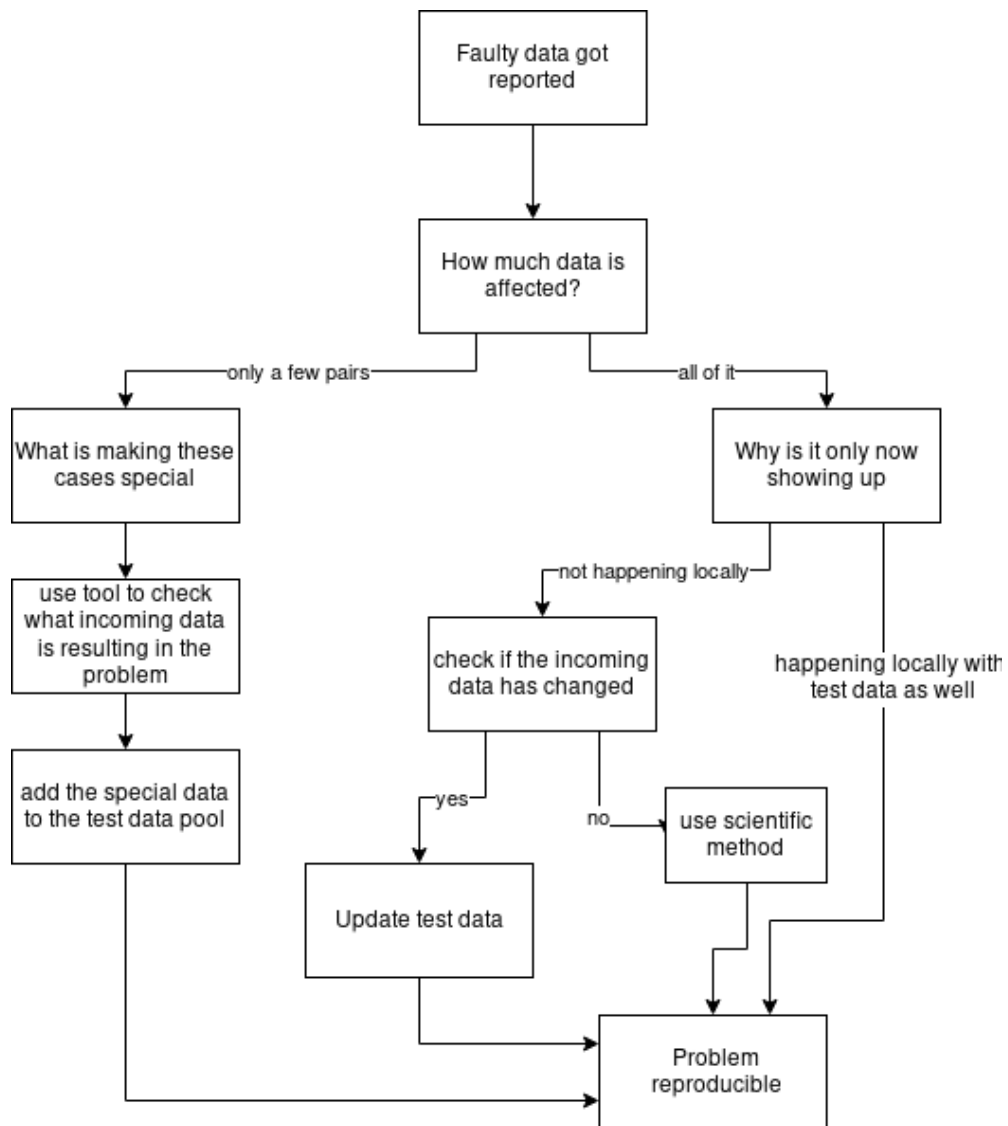 Faulty data got
reported
How much data is
affected?
only a few pairs
all of it
What is making these
cases special
Why is it only now
showing up
not happening locally
use tool to check
what incoming data
is resulting in the
problem
check if the incoming
data has changed
happening locally with
test data as well
add the special data
to the test data pool
yes
no
use scientific
method
Update test data
Problem
reproducible